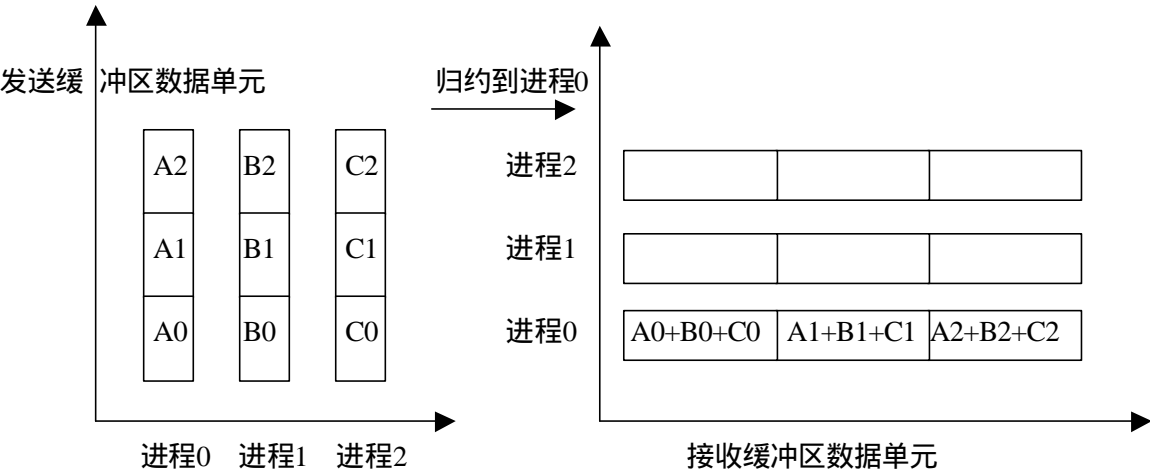 发送缓 冲区数据单元
归约到进程0
A2 B2 C2
A1 B1 C1
A0 B0 C0
进程0 进程1 进程2
进程2
进程1
进程0 A0+B0+C0 A1+B1+C1 A2+B2+C2
接收缓冲区数据单元